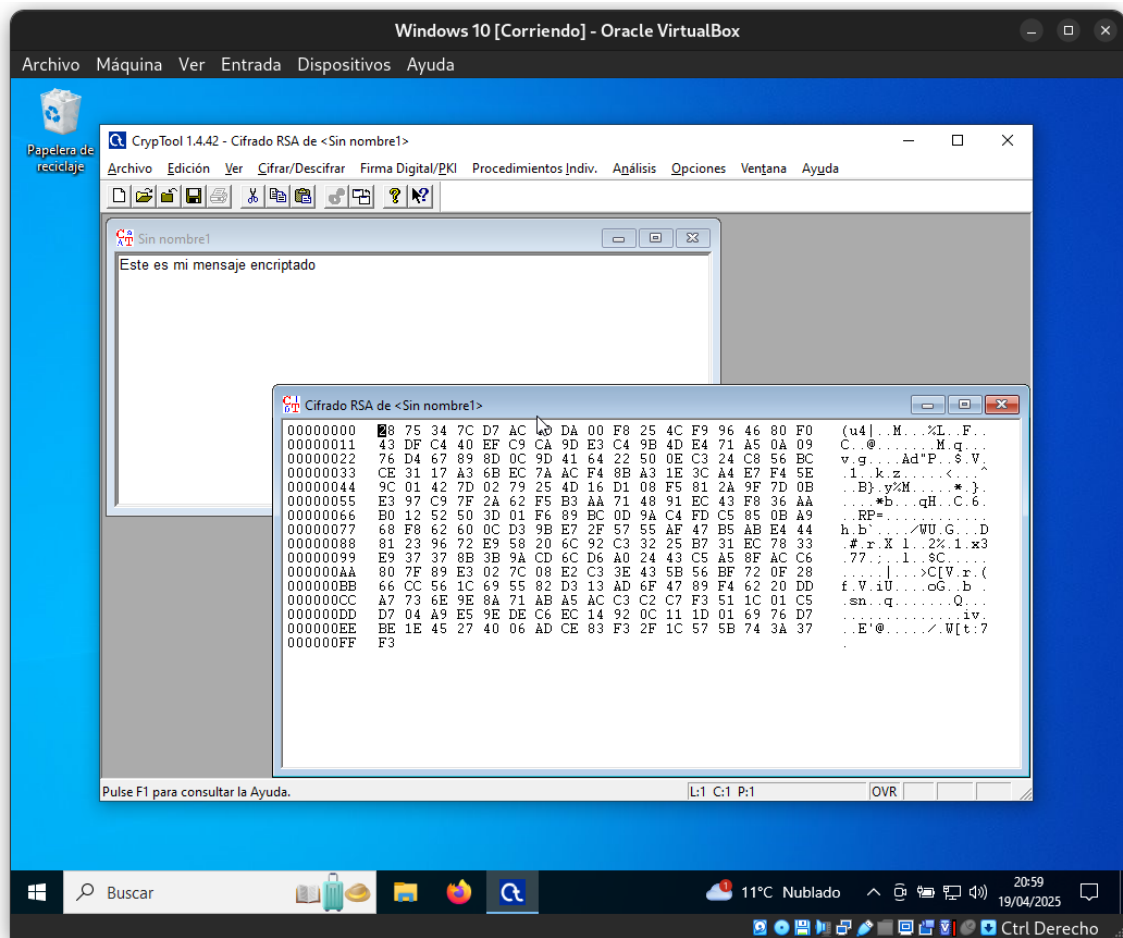 Windows 10 [Corriendo] - Oracle VirtualBox
Archivo Máquina Ver Entrada Dispositivos Ayuda
Papelera de
reciclaje
CrypTool 1.4.42 - Cifrado RSA de <Sin nombre1>
Archivo Edición Ver Cifrar/Descifrar Firma Digital/PKI Procedimientos Indiv. Análisis Opciones Ventana Ayuda
Sin nombre1
Este es mi mensaje encriptado
Cifrado RSA de <Sin nombre1>
00000000 28 75 34 7C D7 AC DA 00 F8 25 4C F9 96 46 80 F0 (u4|..M...%L..F..
00000011 43 DF C4 40 EF C9 CA 9D E3 C4 9B 4D E4 71 A5 0A 09 C..@.......M.q...
00000022 76 D4 67 89 8D 0C 9D 41 64 22 50 0E C3 24 C8 56 BC v.g....Ad"P..$.V.
00000033 CE 31 17 A3 6B EC 7A AC F4 8B A3 1E 3C A4 E7 F4 5E .1..k.z.....<...^
00000044 9C 01 42 7D 02 79 25 4D 16 D1 08 F5 81 2A 9F 7D 0B ..B}.y%M.....*.}.
00000055 E3 97 C9 7F 2A 62 F5 B3 AA 71 48 91 EC 43 F8 36 AA ....*b...qH..C.6.
00000066 B0 12 52 50 3D 01 F6 89 BC 0D 9A C4 FD C5 85 0B A9 ..RP=............
00000077 68 F8 62 60 0C D3 9B E7 2F 57 55 AF 47 B5 AB E4 44 h.b`..../WU.G...D
00000088 81 23 96 72 E9 58 20 6C 92 C3 32 25 B7 31 EC 78 33 .#.r.X l..2%.1.x3
00000099 E9 37 37 8B 3B 9A CD 6C D6 A0 24 43 C5 A5 8F AC C6 .77.;..l..$C.....
000000AA 80 7F 89 E3 02 7C 08 E2 C3 3E 43 5B 56 BF 72 0F 28 .....|...>C[V.r.(
000000BB 66 CC 56 1C 69 55 82 D3 13 AD 6F 47 89 F4 62 20 DD f.V.iU....oG..b .
000000CC A7 73 6E 9E 8A 71 AB A5 AC C3 C2 C7 F3 51 1C 01 C5 .sn..q.......Q...
000000DD D7 04 A9 E5 9E DE C6 EC 14 92 0C 11 1D 01 69 76 D7 ..............iv.
000000EE BE 1E 45 27 40 06 AD CE 83 F3 2F 1C 57 5B 74 3A 37 ..E'@...../.W[t:7
000000FF F3 .
Pulse F1 para consultar la Ayuda. L:1 C:1 P:1 OVR
Buscar 11°C Nublado 20:59
19/04/2025
Ctrl Derecho